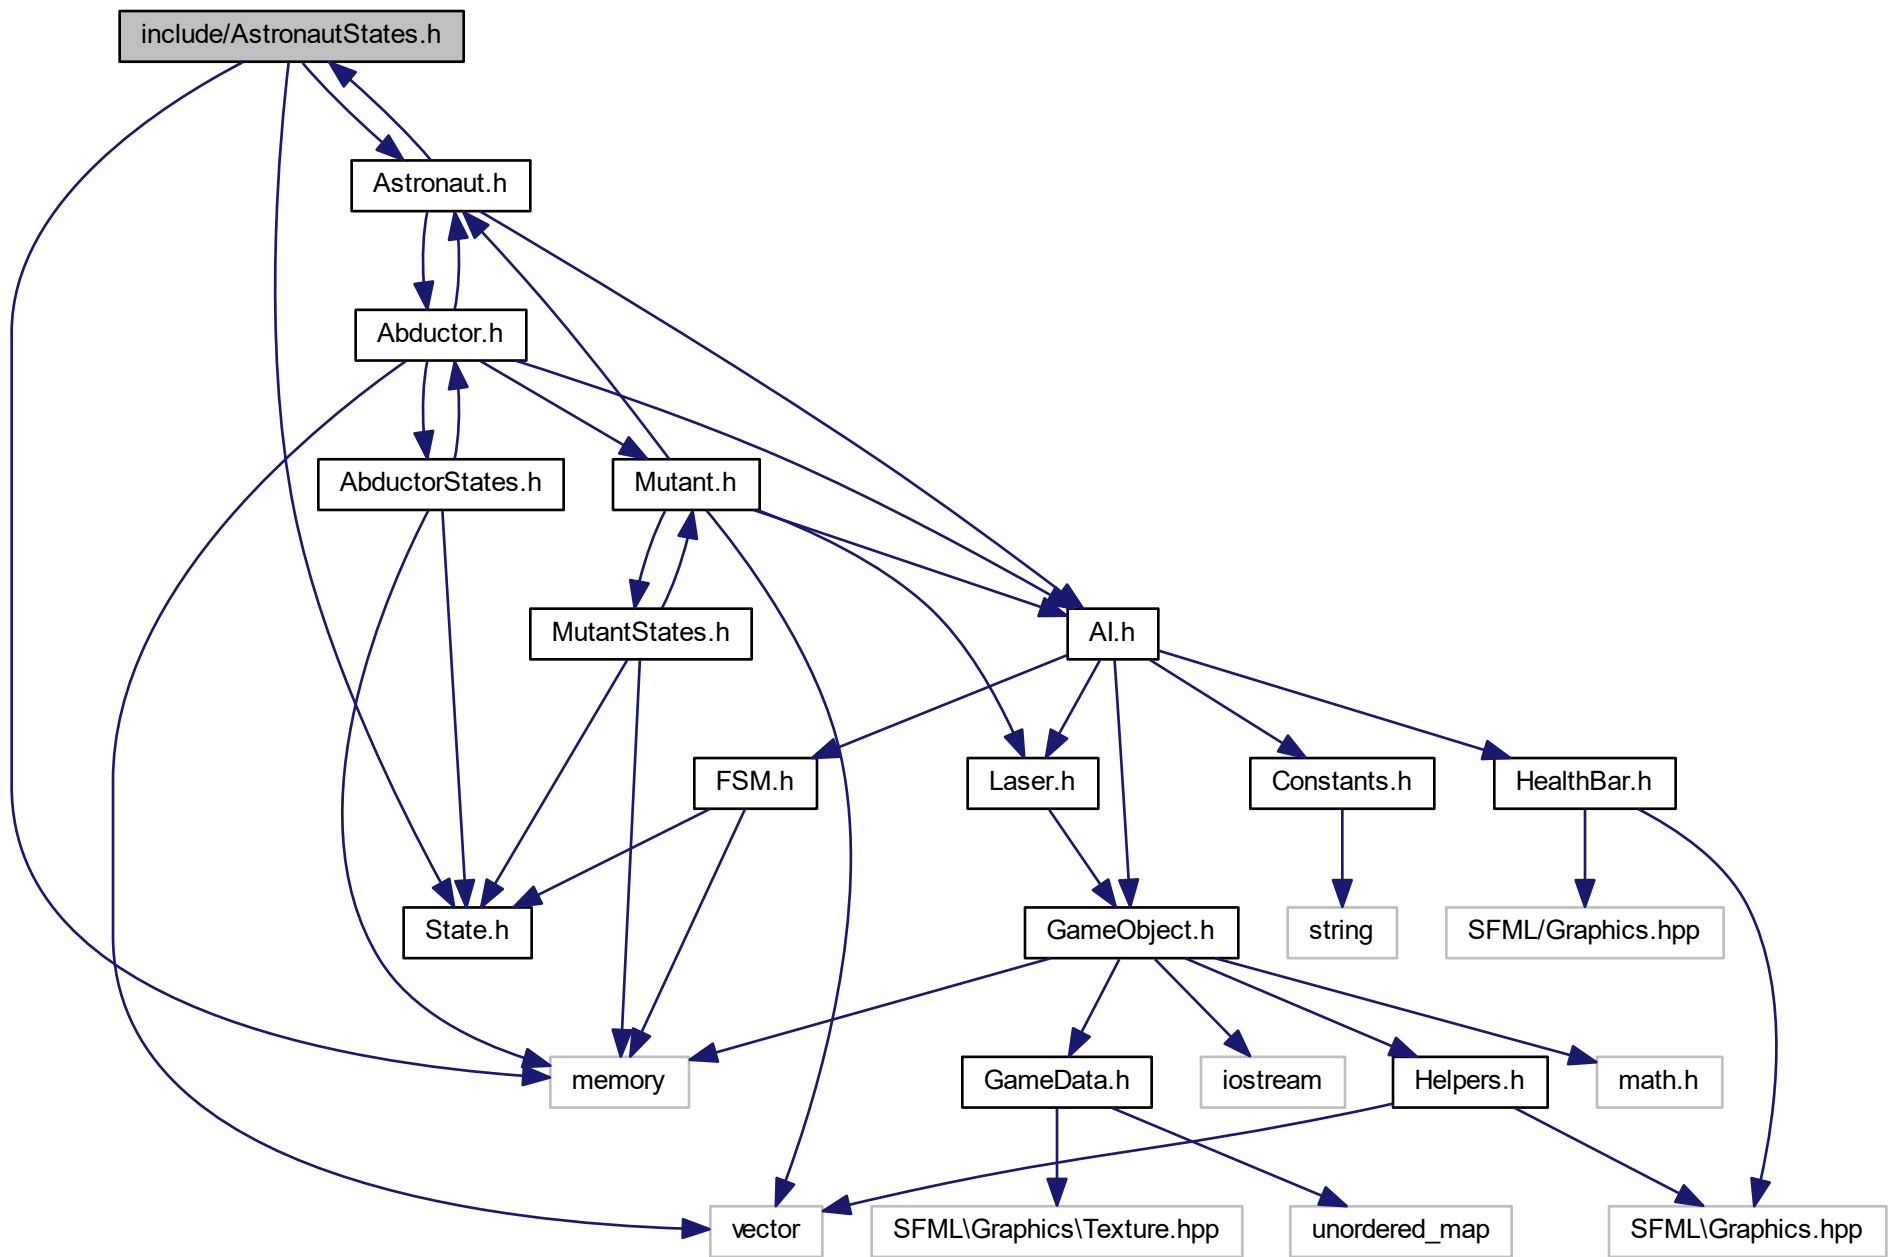 include/AstronautStates.h
Astronaut.h
Abductor.h
AbductorStates.h
Mutant.h
MutantStates.h
AI.h
FSM.h
Laser.h
Constants.h
HealthBar.h
State.h
GameObject.h
string
SFML/Graphics.hpp
memory
GameData.h
iostream
Helpers.h
math.h
vector
SFML\Graphics\Texture.hpp
unordered_map
SFML\Graphics.hpp